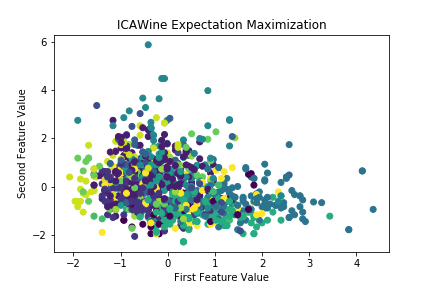 ICAWine Expectation Maximization
6
4
2
0
−2
Second Feature Value
−2 −1 0 1 2 3 4
First Feature Value